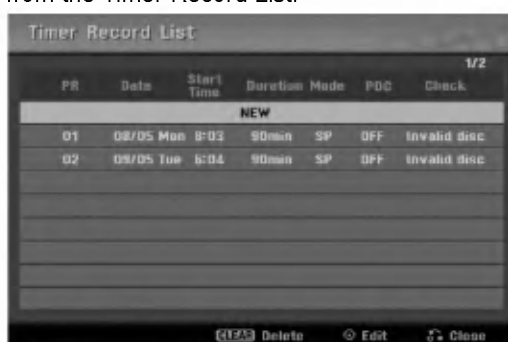 from the Timer Record List.
Timer Record List
1/2
PR Date Start Time Duration Mode PDC Check
NEW
01 08/05 Mon 8:03 90min SP OFF Invalid disc
02 09/05 Tue 6:04 90min SP OFF Invalid disc
CLEAR Delete Edit Close